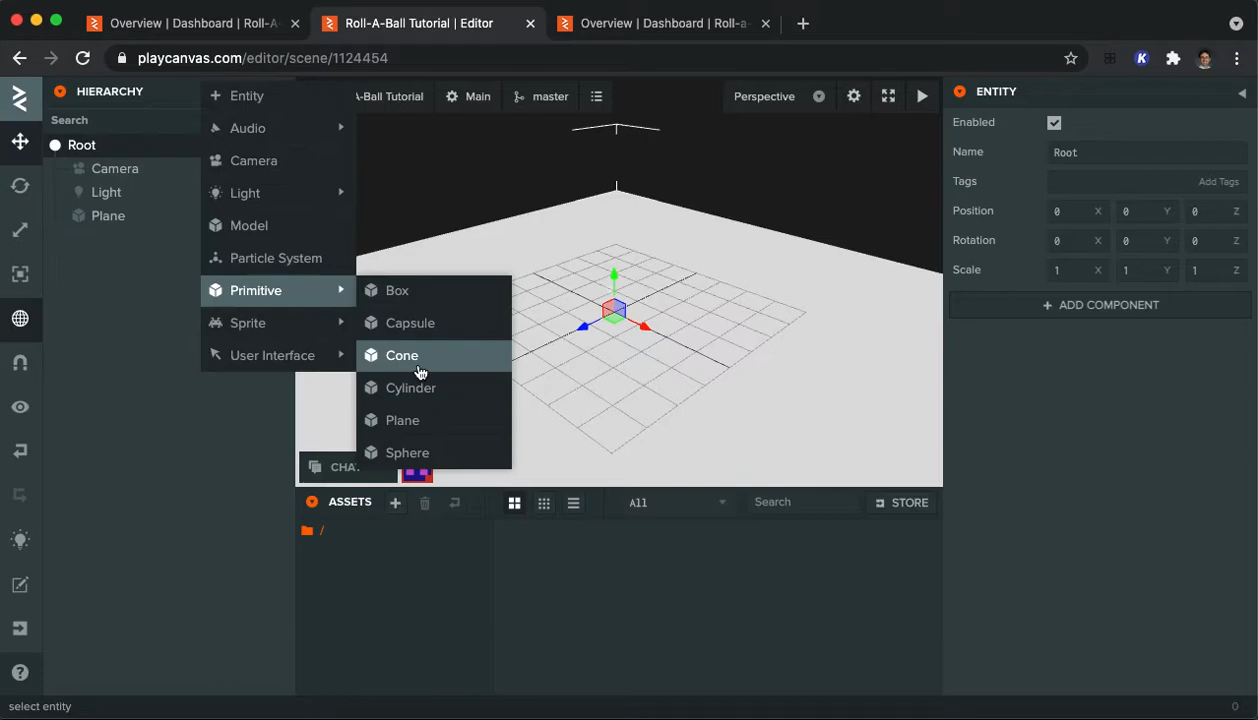 Overview | Dashboard | Roll-A-
Roll-A-Ball Tutorial | Editor
Overview | Dashboard | Roll-a-
playcanvas.com/editor/scene/1124454
HIERARCHY
Search
Root
Camera
Light
Plane
Entity
Audio
Camera
Light
Model
Particle System
Primitive
Sprite
User Interface
Box
Capsule
Cone
Cylinder
Plane
Sphere
A-Ball Tutorial
Main
master
Perspective
CHA
ASSETS
All
Search
STORE
/
ENTITY
Enabled
Name Root
Tags Add Tags
Position 0 X 0 Y 0 Z
Rotation 0 X 0 Y 0 Z
Scale 1 X 1 Y 1 Z
+ ADD COMPONENT
select entity
0